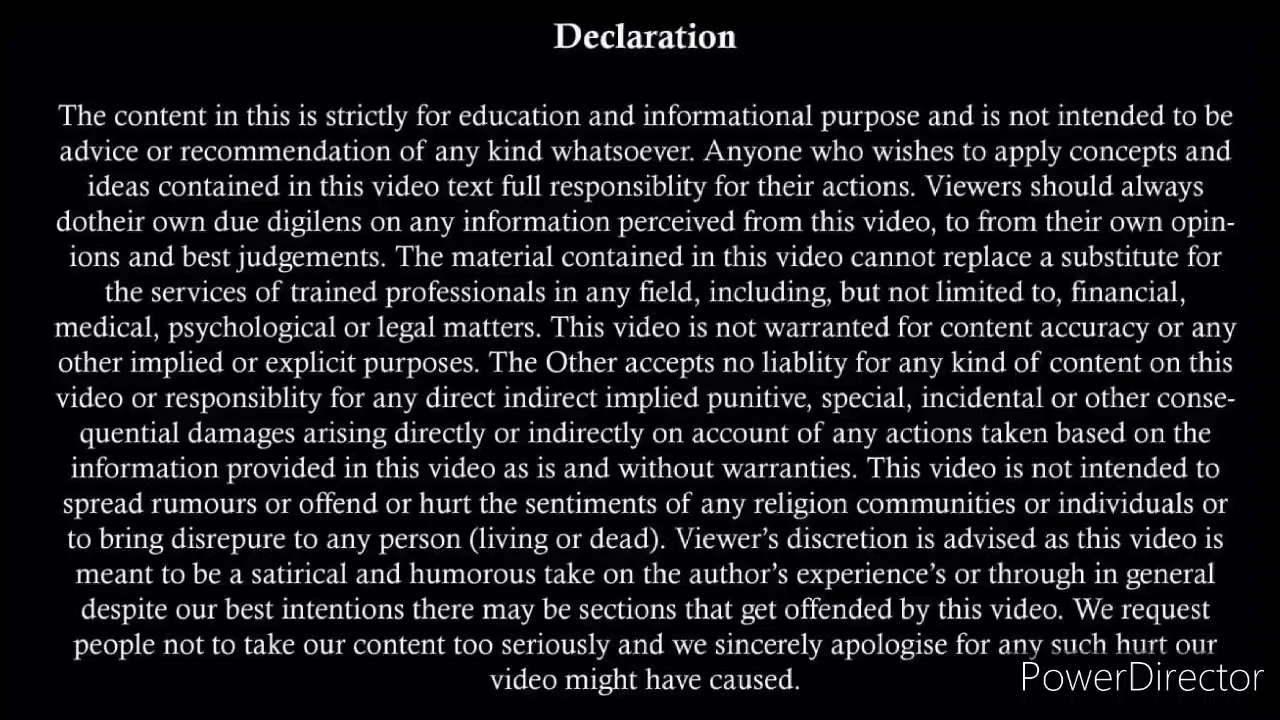 Declaration
The content in this is strictly for education and informational purpose and is not intended to be
advice or recommendation of any kind whatsoever. Anyone who wishes to apply concepts and
ideas contained in this video text full responsiblity for their actions. Viewers should always
dotheir own due digilens on any information perceived from this video, to from their own opin-
ions and best judgements. The material contained in this video cannot replace a substitute for
the services of trained professionals in any field, including, but not limited to, financial,
medical, psychological or legal matters. This video is not warranted for content accuracy or any
other implied or explicit purposes. The Other accepts no liablity for any kind of content on this
video or responsiblity for any direct indirect implied punitive, special, incidental or other conse-
quential damages arising directly or indirectly on account of any actions taken based on the
information provided in this video as is and without warranties. This video is not intended to
spread rumours or offend or hurt the sentiments of any religion communities or individuals or
to bring disrepure to any person (living or dead). Viewer's discretion is advised as this video is
meant to be a satirical and humorous take on the author's experience's or through in general
despite our best intentions there may be sections that get offended by this video. We request
people not to take our content too seriously and we sincerely apologise for any such hurt our
video might have caused.
PowerDirector